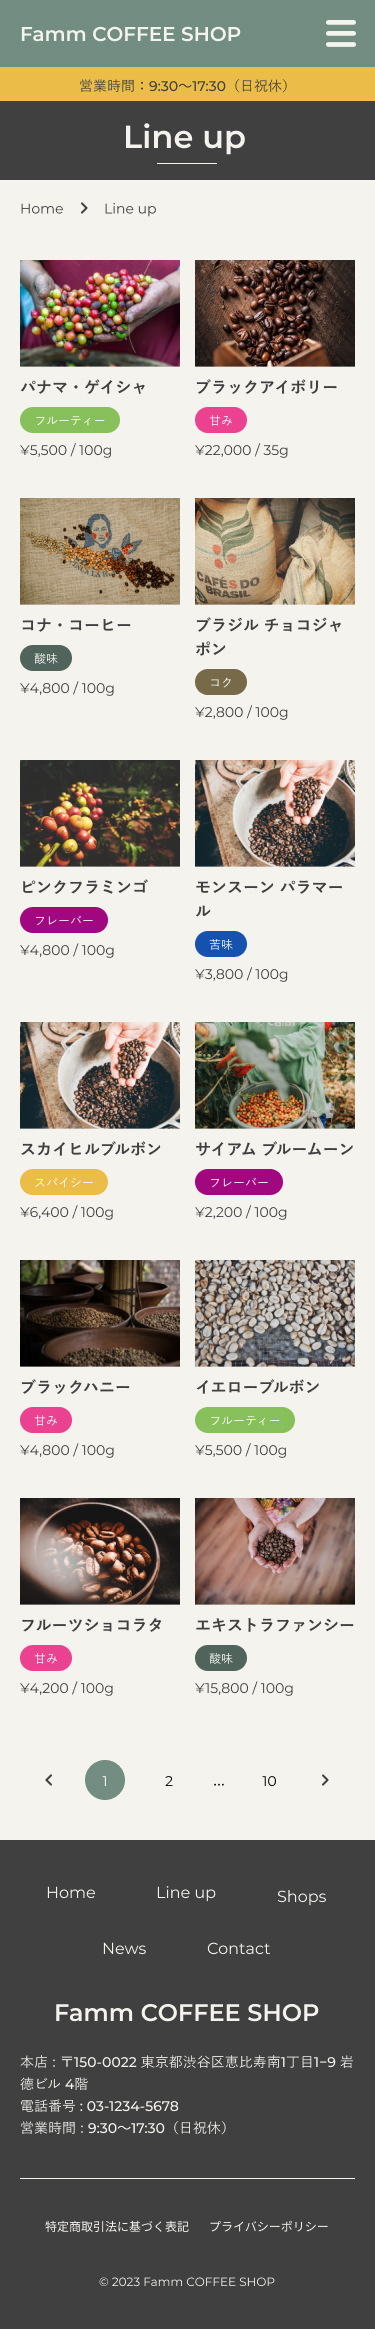 Famm COFFEE SHOP
営業時間：9:30〜17:30（日祝休）
Line up
Home > Line up
パナマ・ゲイシャ
フルーティー
¥5,500 / 100g
ブラックアイボリー
甘み
¥22,000 / 35g
コナ・コーヒー
酸味
¥4,800 / 100g
CAFÉS DO
BRASIL
ブラジル チョコジャ
ポン
コク
¥2,800 / 100g
ピンクフラミンゴ
フレーバー
¥4,800 / 100g
モンスーン パラマー
ル
苦味
¥3,800 / 100g
スカイヒルブルボン
スパイシー
¥6,400 / 100g
サイアム ブルームーン
フレーバー
¥2,200 / 100g
ブラックハニー
甘み
¥4,800 / 100g
イエローブルボン
フルーティー
¥5,500 / 100g
フルーツショコラタ
甘み
¥4,200 / 100g
エキストラファンシー
酸味
¥15,800 / 100g
< 1 2 ... 10 >
Home Line up Shops
News Contact
Famm COFFEE SHOP
本店 : 〒150-0022 東京都渋谷区恵比寿南1丁目1−9 岩
徳ビル 4階
電話番号 : 03-1234-5678
営業時間 : 9:30〜17:30（日祝休）
特定商取引法に基づく表記 プライバシーポリシー
© 2023 Famm COFFEE SHOP